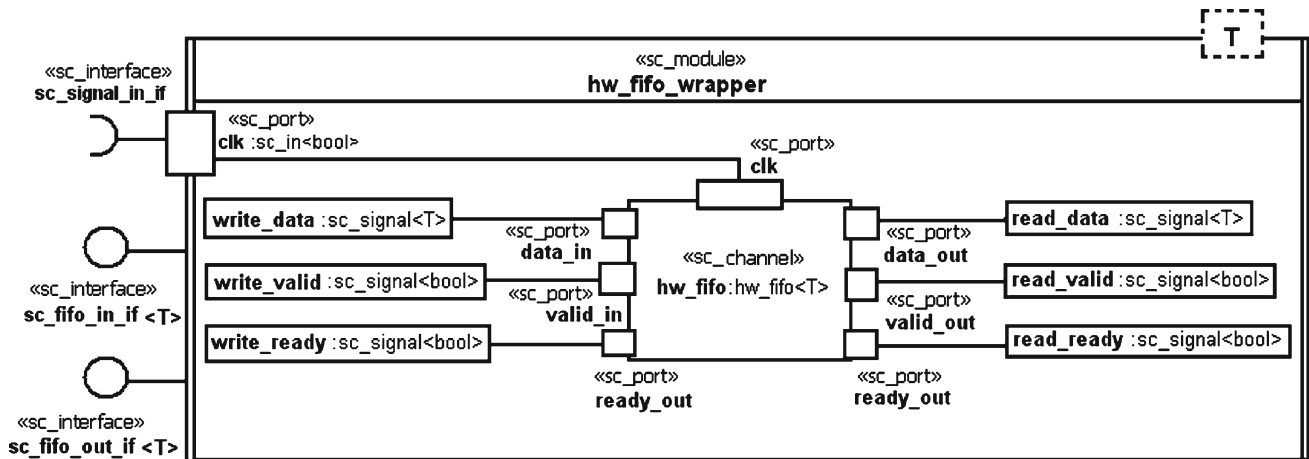 T
«sc_interface»
sc_signal_in_if
«sc_module»
hw_fifo_wrapper
«sc_port»
clk :sc_in<bool>
«sc_port»
clk
write_data :sc_signal<T>
«sc_port»
data_in
write_valid :sc_signal<bool>
«sc_port»
valid_in
write_ready :sc_signal<bool>
«sc_port»
ready_out
«sc_channel»
hw_fifo:hw_fifo<T>
read_data :sc_signal<T>
«sc_port»
data_out
read_valid :sc_signal<bool>
«sc_port»
valid_out
read_ready :sc_signal<bool>
«sc_port»
ready_out
«sc_interface»
sc_fifo_in_if <T>
«sc_interface»
sc_fifo_out_if <T>